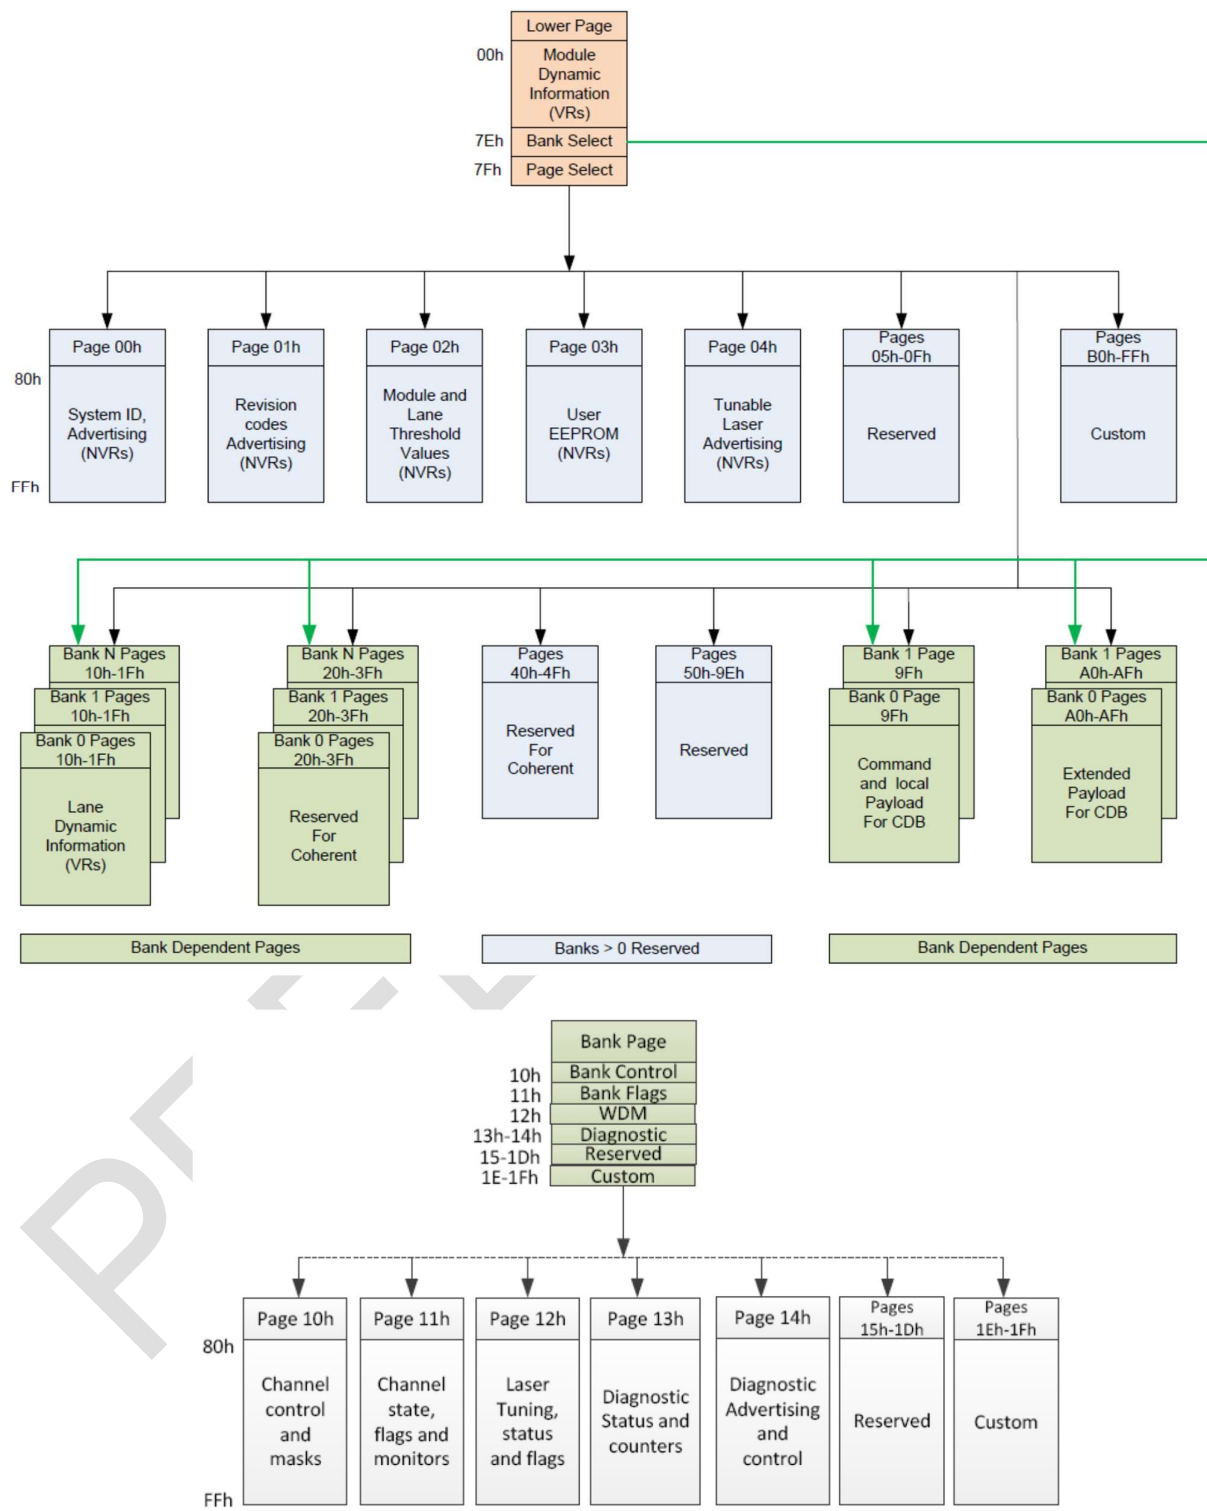 Lower Page
00h
Module
Dynamic
Information
(VRs)
7Eh
Bank Select
7Fh
Page Select
Page 00h
Page 01h
Page 02h
Page 03h
Page 04h
Pages
05h-0Fh
Pages
B0h-FFh
80h
System ID,
Advertising
(NVRs)
Revision
codes
Advertising
(NVRs)
Module and
Lane
Threshold
Values
(NVRs)
User
EEPROM
(NVRs)
Tunable
Laser
Advertising
(NVRs)
Reserved
Custom
FFh
Bank N Pages
10h-1Fh
Bank 1 Pages
10h-1Fh
Bank 0 Pages
10h-1Fh
Lane
Dynamic
Information
(VRs)
Bank N Pages
20h-3Fh
Bank 1 Pages
20h-3Fh
Bank 0 Pages
20h-3Fh
Reserved
For
Coherent
Pages
40h-4Fh
Reserved
For
Coherent
Pages
50h-9Eh
Reserved
Bank 1 Page
9Fh
Bank 0 Page
9Fh
Command
and local
Payload
For CDB
Bank 1 Pages
A0h-AFh
Bank 0 Pages
A0h-AFh
Extended
Payload
For CDB
Bank Dependent Pages
Banks > 0 Reserved
Bank Dependent Pages
Bank Page
10h
Bank Control
11h
Bank Flags
12h
WDM
13h-14h
Diagnostic
15-1Dh
Reserved
1E-1Fh
Custom
Page 10h
Page 11h
Page 12h
Page 13h
Page 14h
Pages
15h-1Dh
Pages
1Eh-1Fh
80h
Channel
control
and
masks
Channel
state,
flags and
monitors
Laser
Tuning,
status
and flags
Diagnostic
Status and
counters
Diagnostic
Advertising
and
control
Reserved
Custom
FFh